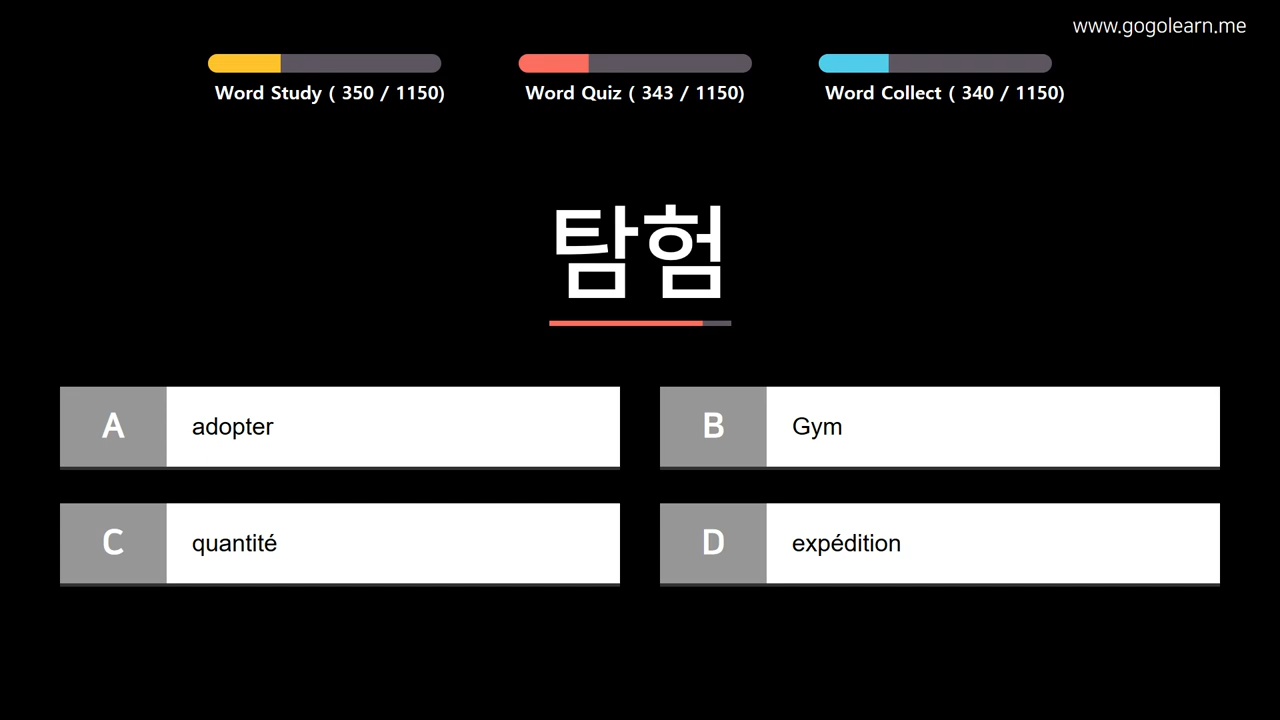 www.gogolearn.me
Word Study ( 350 / 1150)
Word Quiz ( 343 / 1150)
Word Collect ( 340 / 1150)
탐험
A
adopter
B
Gym
C
quantité
D
expédition